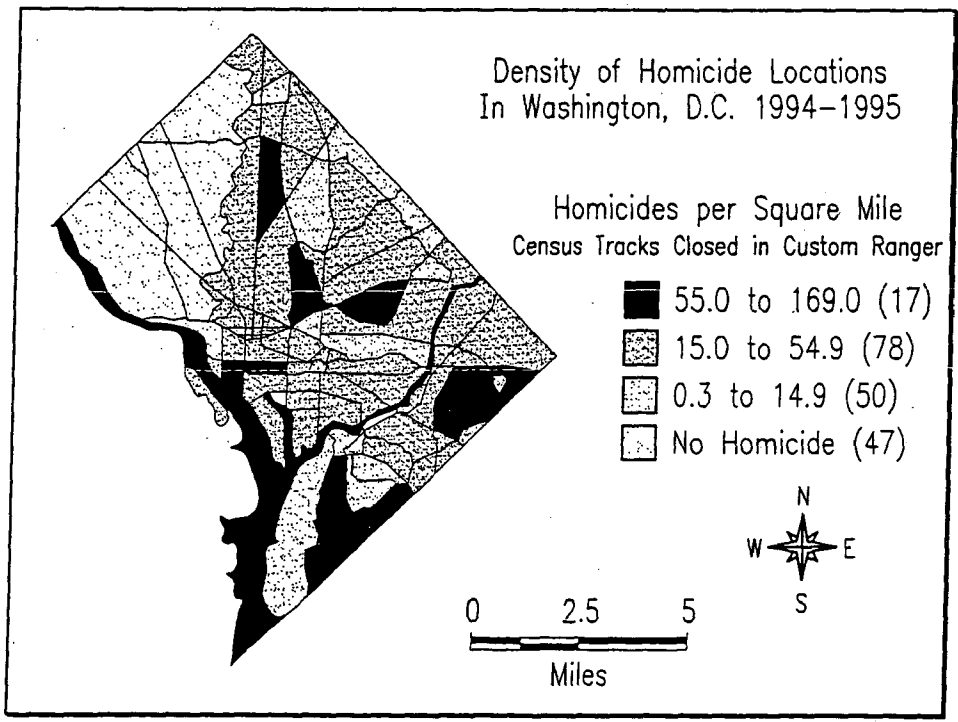 Density of Homicide Locations
In Washington, D.C. 1994-1995
Homicides per Square Mile
Census Tracks Closed in Custom Ranger
55.0 to 169.0 (17)
15.0 to 54.9 (78)
0.3 to 14.9 (50)
No Homicide (47)
N
W E
S
0 2.5 5
Miles